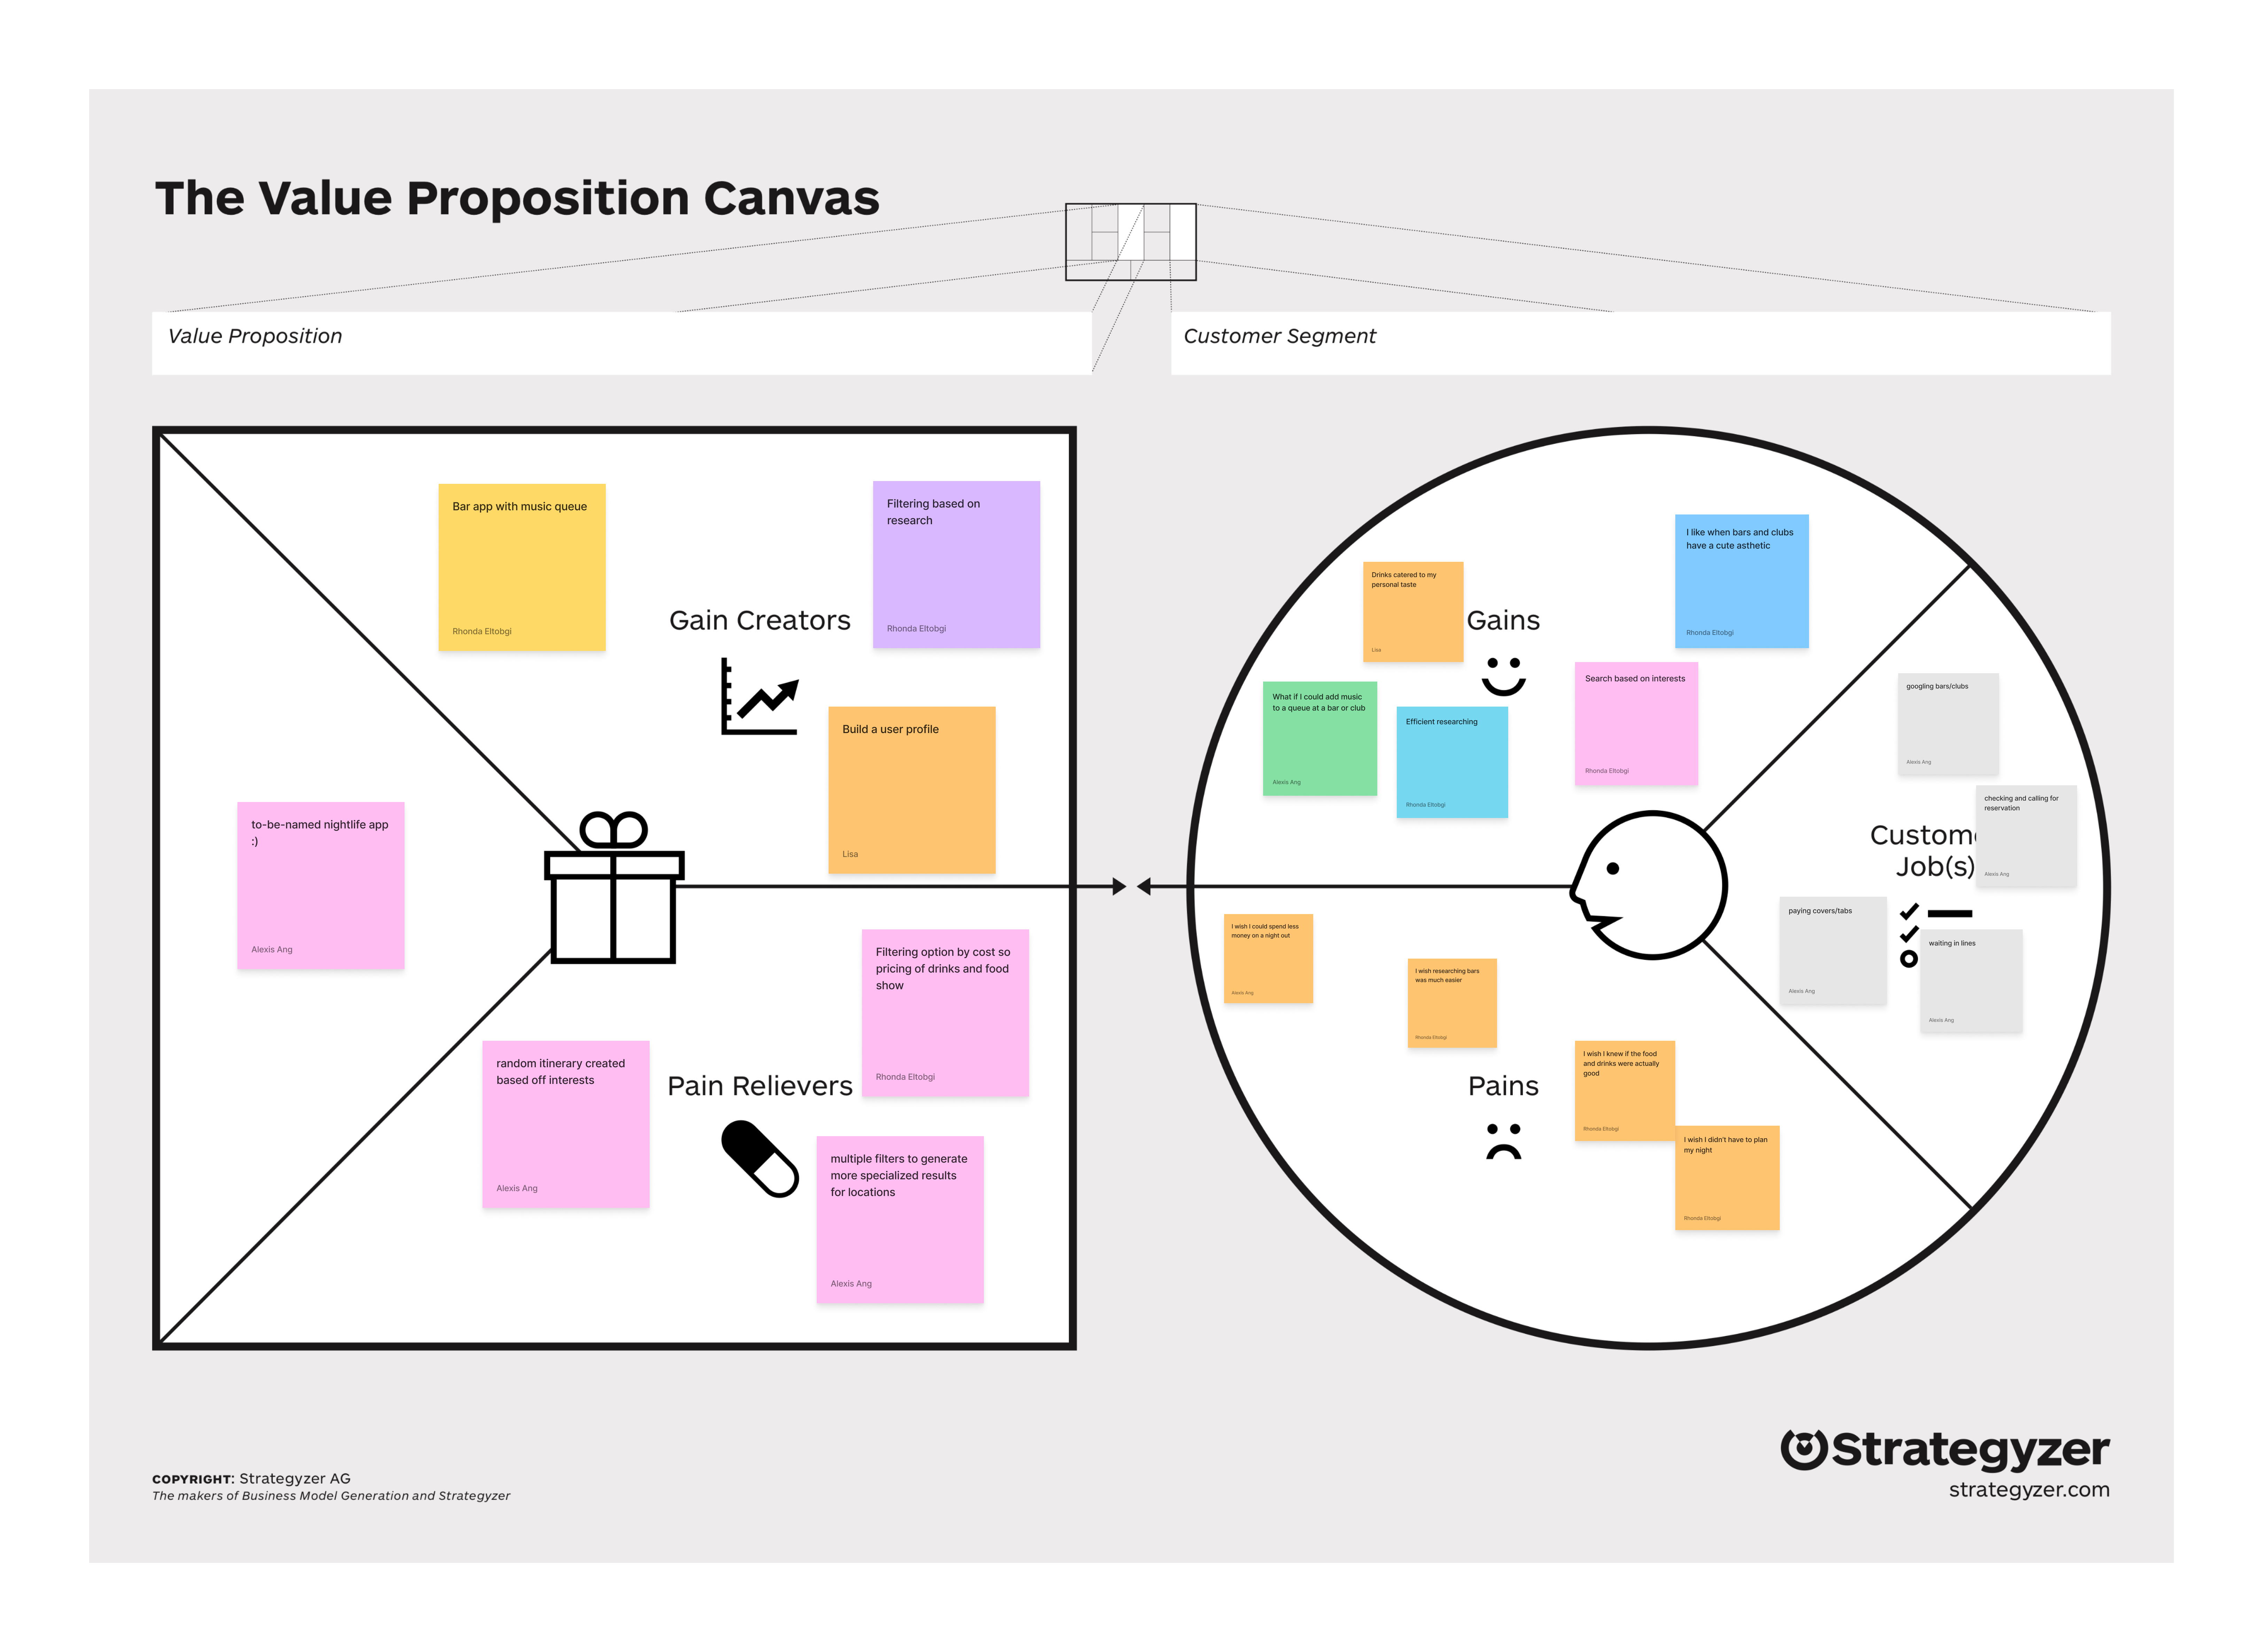 The Value Proposition Canvas
Value Proposition
Customer Segment
Bar app with music queue
Rhonda Eltobgi
Filtering based on
research
Rhonda Eltobgi
Gain Creators
Build a user profile
Lisa
to-be-named nightlife app
:)
Alexis Ang
Filtering option by cost so
pricing of drinks and food
show
Rhonda Eltobgi
random itinerary created
based off interests
Alexis Ang
Pain Relievers
multiple filters to generate
more specialized results
for locations
Alexis Ang
I like when bars and clubs
have a cute asthetic
Rhonda Eltobgi
Drinks catered to my
personal taste
Lisa
Gains
Search based on interests
Rhonda Eltobgi
What if I could add music
to a queue at a bar or club
Alexis Ang
Efficient researching
Rhonda Eltobgi
googling bars/clubs
Alexis Ang
checking and calling for
reservation
Alexis Ang
Custome
Job(s)
paying covers/tabs
Alexis Ang
waiting in lines
Alexis Ang
I wish I could spend less
money on a night out
Alexis Ang
I wish researching bars
was much easier
Rhonda Eltobgi
I wish I knew if the food
and drinks were actually
good
Rhonda Eltobgi
Pains
I wish I didn't have to plan
my night
Rhonda Eltobgi
COPYRIGHT: Strategyzer AG
The makers of Business Model Generation and Strategyzer
Strategyzer
strategyzer.com